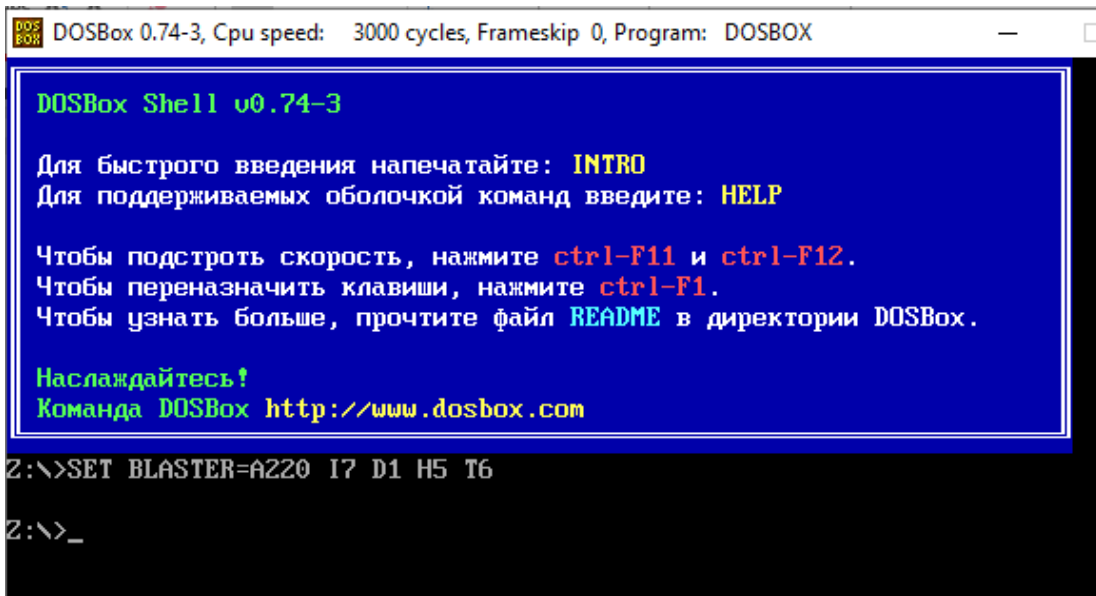 DOS BOX DOSBox 0.74-3, Cpu speed: 3000 cycles, Frameskip 0, Program: DOSBOX
DOSBox Shell v0.74-3
Для быстрого введения напечатайте: INTRO
Для поддерживаемых оболочкой команд введите: HELP
Чтобы подстроть скорость, нажмите ctrl-F11 и ctrl-F12.
Чтобы переназначить клавиши, нажмите ctrl-F1.
Чтобы узнать больше, прочтите файл README в директории DOSBox.
Наслаждайтесь!
Команда DOSBox http://www.dosbox.com
Z:\>SET BLASTER=A220 I7 D1 H5 T6
Z:\>_